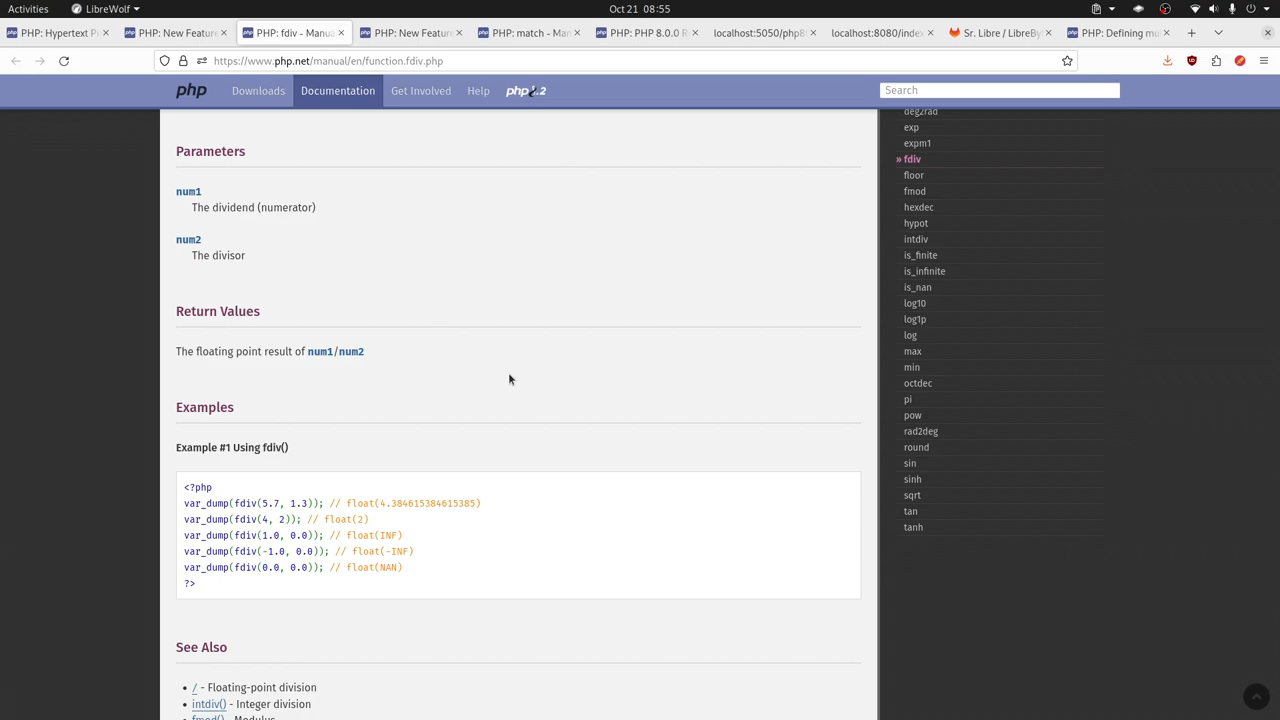 Activities
LibreWolf
Oct 21 08:55
PHP: Hypertext P
PHP: New Feature
PHP: fdiv - Manua
PHP: New Feature
PHP: match - Man
PHP: PHP 8.0.0 R
localhost:5050/php8
localhost:8080/index
Sr. Libre / LibreBy
PHP: Defining mu
https://www.php.net/manual/en/function.fdiv.php
php
Downloads
Documentation
Get Involved
Help
Search
Parameters
num1
The dividend (numerator)
num2
The divisor
Return Values
The floating point result of num1/num2
Examples
Example #1 Using fdiv()
<?php
var_dump(fdiv(5.7, 1.3)); // float(4.384615384615385)
var_dump(fdiv(4, 2)); // float(2)
var_dump(fdiv(1.0, 0.0)); // float(INF)
var_dump(fdiv(-1.0, 0.0)); // float(-INF)
var_dump(fdiv(0.0, 0.0)); // float(NAN)
?>
See Also
• / - Floating-point division
• intdiv() - Integer division
fmod() - Modulus
deg2rad
exp
expm1
» fdiv
floor
fmod
hexdec
hypot
intdiv
is_finite
is_infinite
is_nan
log10
log1p
log
max
min
octdec
pi
pow
rad2deg
round
sin
sinh
sqrt
tan
tanh